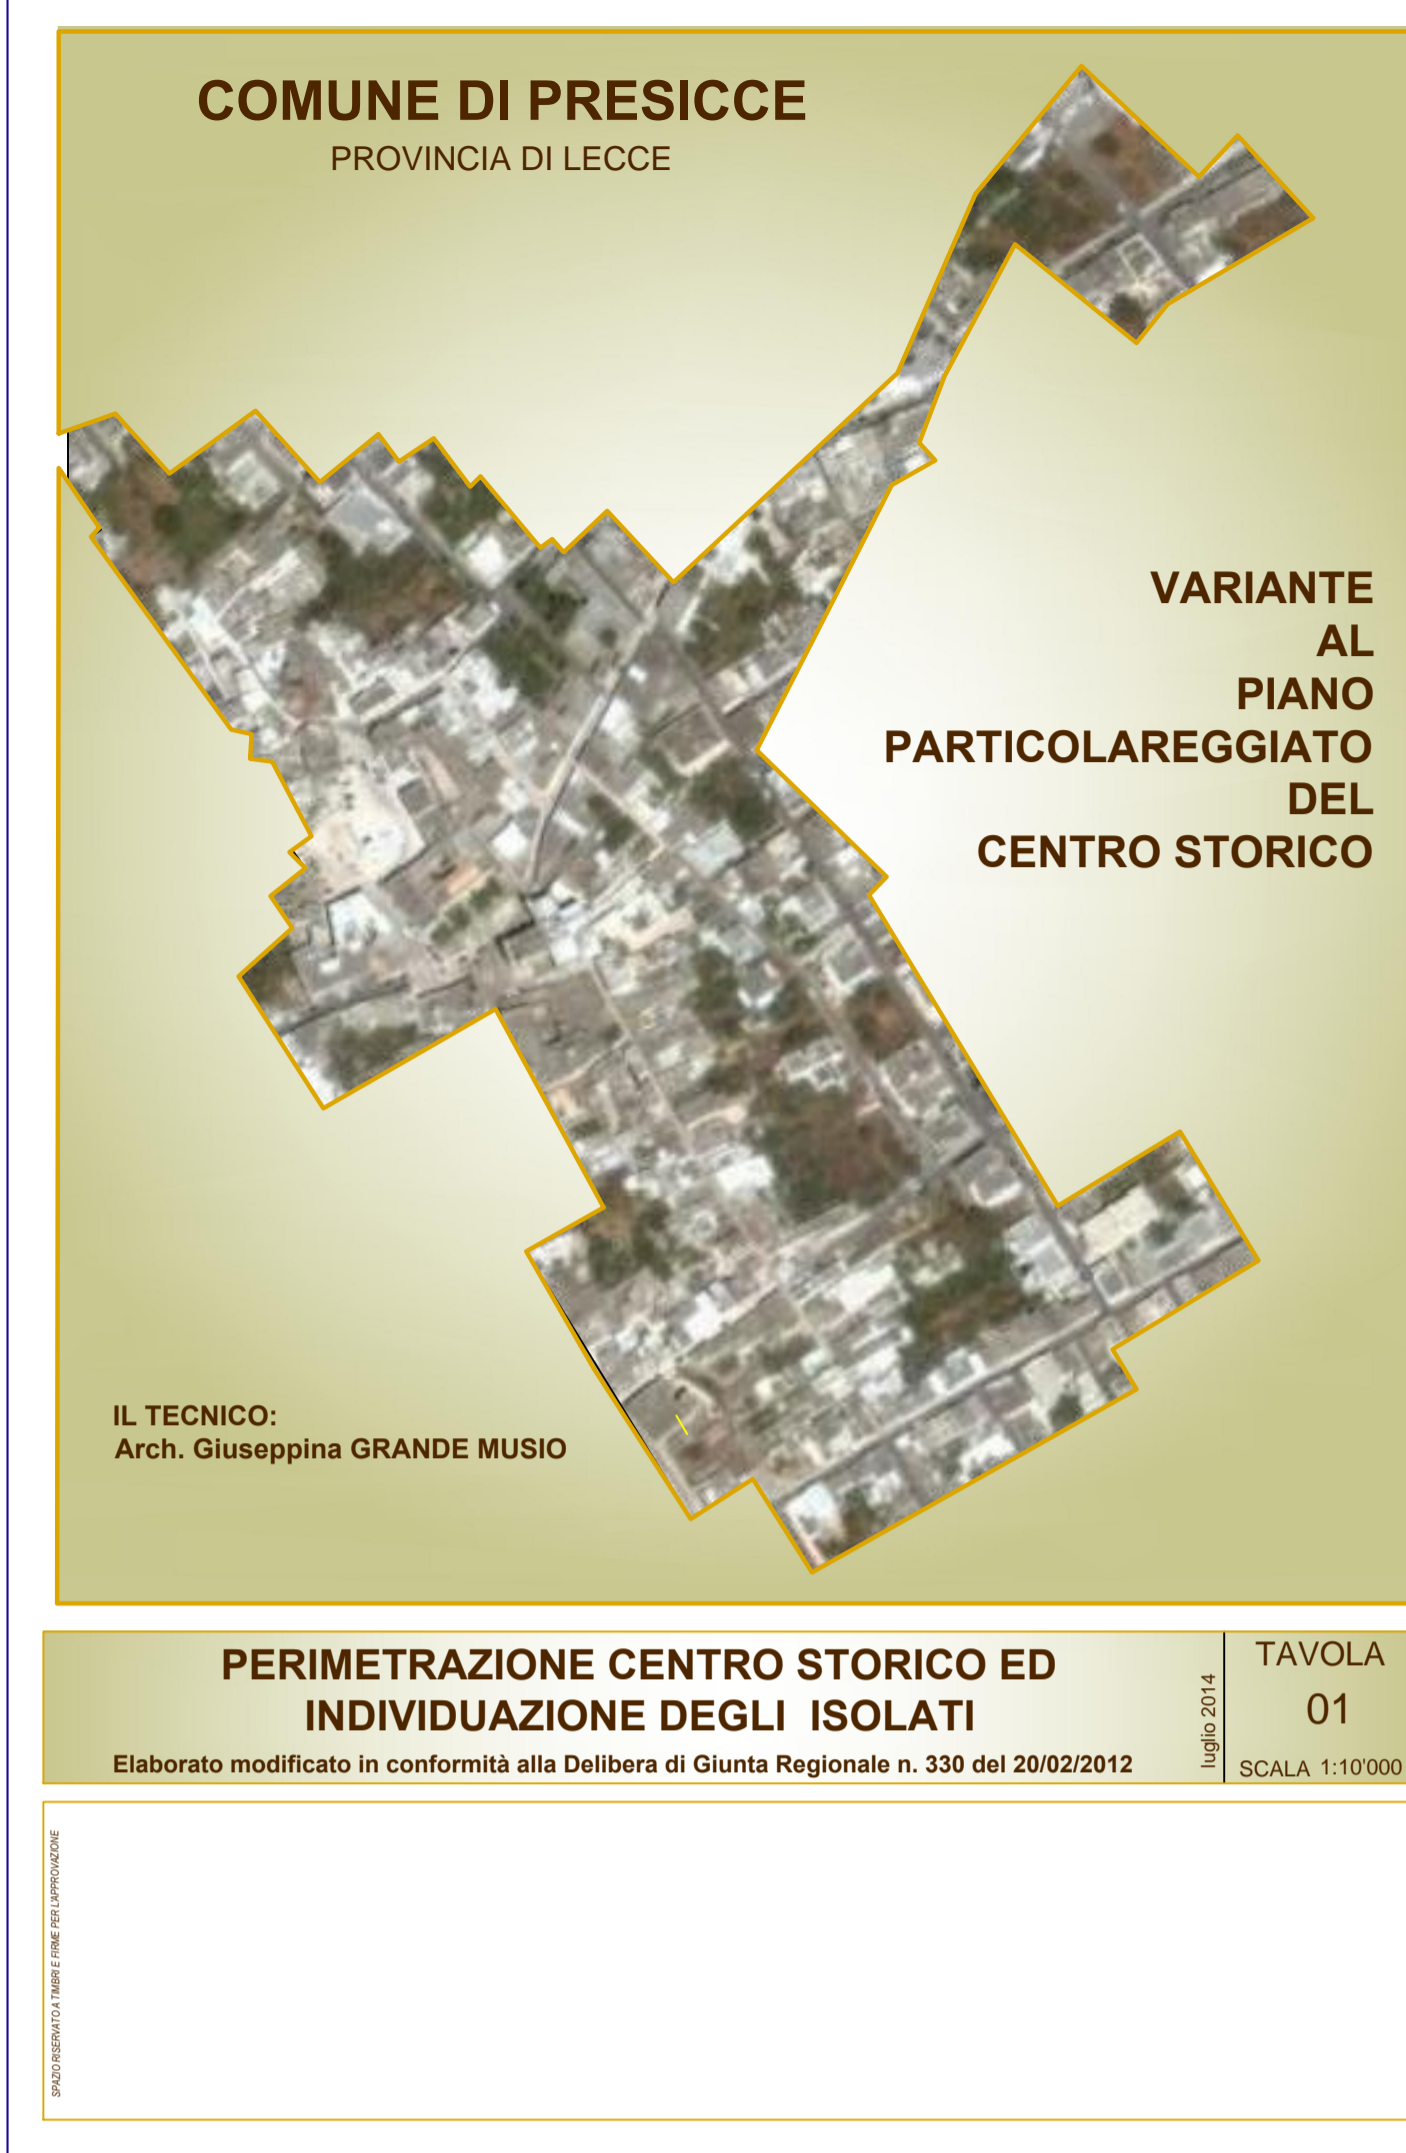 COMUNE DI PRESICCE
PROVINCIA DI LECCE
VARIANTE
AL
PIANO
PARTICOLAREGGIATO
DEL
CENTRO STORICO
IL TECNICO:
Arch. Giuseppina GRANDE MUSIO
PERIMETRAZIONE CENTRO STORICO ED
INDIVIDUAZIONE DEGLI ISOLATI
Elaborato modificato in conformità alla Delibera di Giunta Regionale n. 330 del 20/02/2012
luglio 2014
TAVOLA
01
SCALA 1:10'000
SPAZIO RISERVATO A TIMBRI E FIRME PER L'APPROVAZIONE